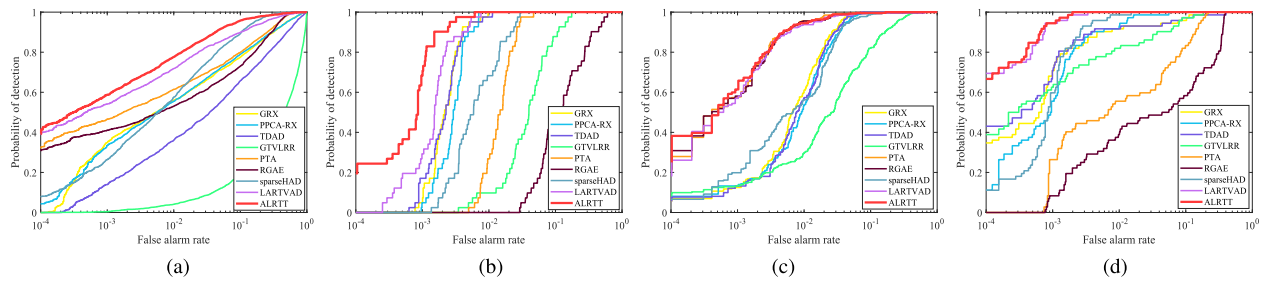 Probability of detection
1
0.8
0.6
0.4
0.2
0
10^-4
10^-3
10^-2
10^-1
10^0
False alarm rate
GRX
PPCA-RX
TDAD
GTVLRR
PTA
RGAE
sparseHAD
LARTVAD
ALRTT
(a)
Probability of detection
1
0.8
0.6
0.4
0.2
0
10^-4
10^-3
10^-2
10^-1
10^0
False alarm rate
GRX
PPCA-RX
TDAD
GTVLRR
PTA
RGAE
sparseHAD
LARTVAD
ALRTT
(b)
Probability of detection
1
0.8
0.6
0.4
0.2
0
10^-4
10^-3
10^-2
10^-1
10^0
False alarm rate
GRX
PPCA-RX
TDAD
GTVLRR
PTA
RGAE
sparseHAD
LARTVAD
ALRTT
(c)
Probability of detection
1
0.8
0.6
0.4
0.2
0
10^-4
10^-3
10^-2
10^-1
10^0
False alarm rate
GRX
PPCA-RX
TDAD
GTVLRR
PTA
RGAE
sparseHAD
LARTVAD
ALRTT
(d)